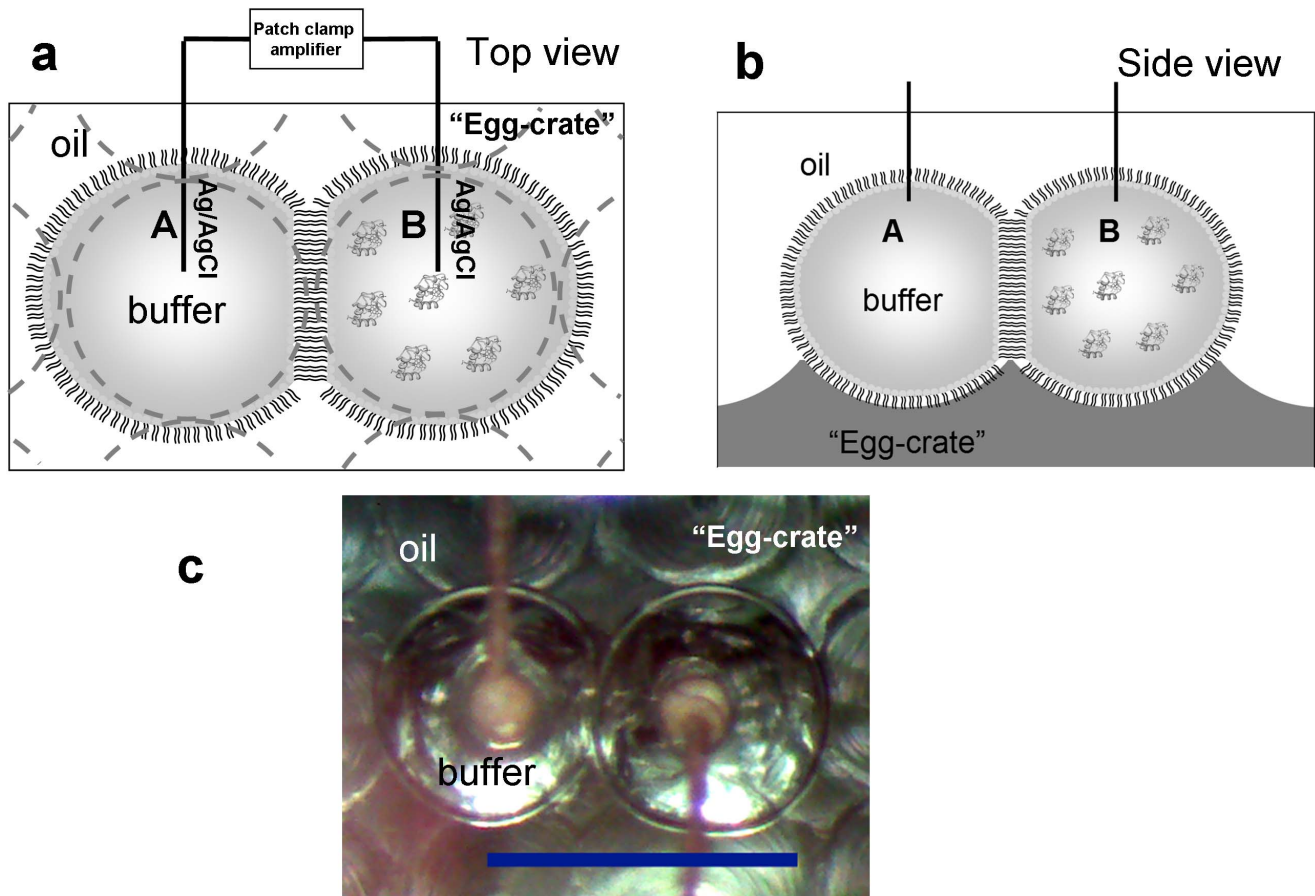 a
Patch clamp
amplifier
Top view
oil
“Egg-crate”
A
Ag/AgCl
B
Ag/AgCl
buffer
b
Side view
oil
A
B
buffer
“Egg-crate”
c
oil
“Egg-crate”
buffer